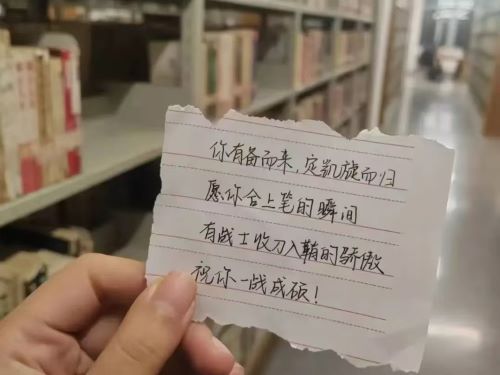 你有备而来，定凯旋而归
愿你合上笔的瞬间
有战士收刀入鞘的骄傲
祝你一战成硕！